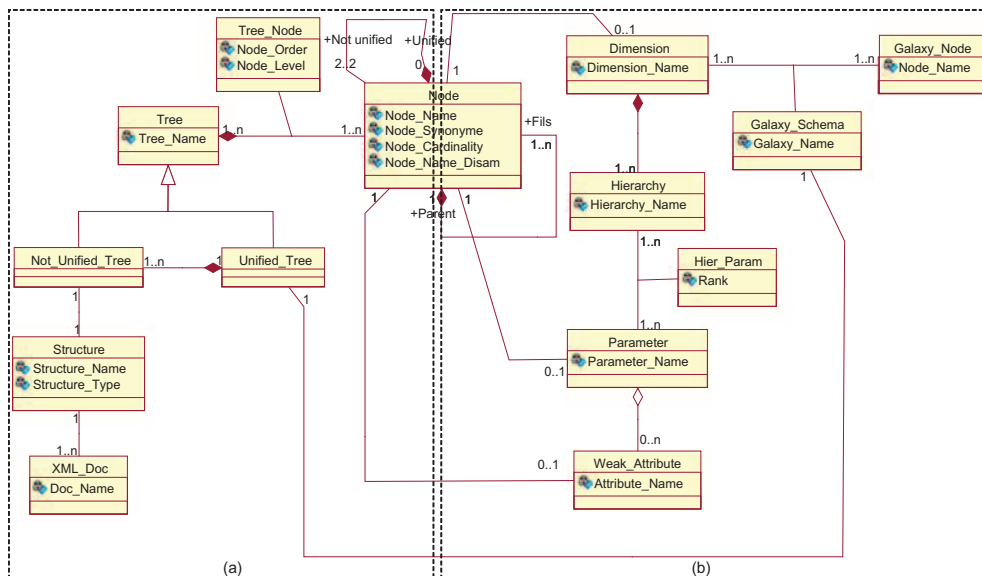 Tree_Node
Node_Order
Node_Level
+Not unified
2..2
+Unified
0
1
0..1
Dimension
Dimension_Name
1..n
1..n
Galaxy_Node
Node_Name
Tree
Tree_Name
1..n
1..n
Node
Node_Name
Node_Synonyme
Node_Cardinality
Node_Name_Disam
+Fils
1..n
1
+Parent
1
1
Galaxy_Schema
Galaxy_Name
1
1..n
Hierarchy
Hierarchy_Name
1..n
Hier_Param
Rank
Not_Unified_Tree
1..n
1
Unified_Tree
1
1
1
Structure
Structure_Name
Structure_Type
1..n
Parameter
Parameter_Name
0..1
1
1..n
XML_Doc
Doc_Name
0..n
0..1
Weak_Attribute
Attribute_Name
1
(a)
(b)